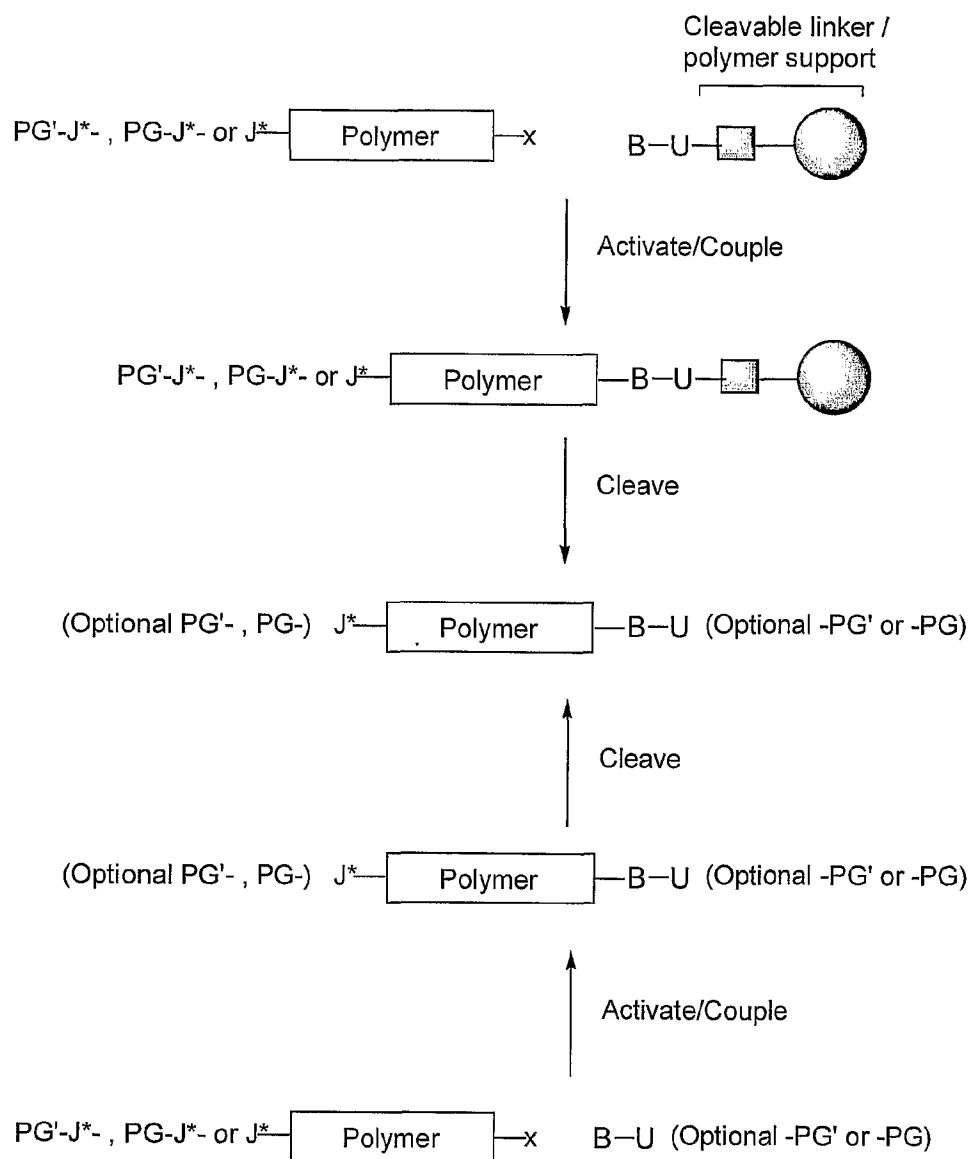 Cleavable linker /
polymer support
PG'-J*- , PG-J*- or J* Polymer x B-U
Activate/Couple
PG'-J*- , PG-J*- or J* Polymer B-U
Cleave
(Optional PG'- , PG-) J* Polymer B-U (Optional -PG' or -PG)
Cleave
(Optional PG'- , PG-) J* Polymer B-U (Optional -PG' or -PG)
Activate/Couple
PG'-J*- , PG-J*- or J* Polymer x B-U (Optional -PG' or -PG)